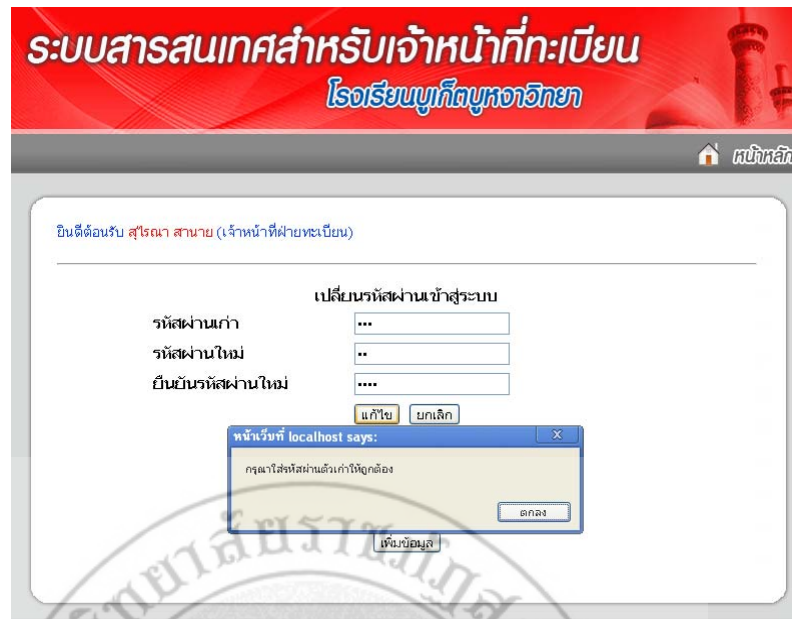 ระบบสารสนเทศสำหรับเจ้าหน้าที่ทะเบียน
โรงเรียนบูเก็ตบูหงาวิทยา
หน้าหลัก
ยินดีต้อนรับ สุไรณา สานาย (เจ้าหน้าที่ฝ่ายทะเบียน)
เปลี่ยนรหัสผ่านเข้าสู่ระบบ
รหัสผ่านเก่า
รหัสผ่านใหม่
ยืนยันรหัสผ่านใหม่
แก้ไข ยกเลิก
หน้าเว็บที่ localhost says: X
กรุณาใส่รหัสผ่านตัวเก่าให้ถูกต้อง
ตกลง
เพิ่มข้อมูล